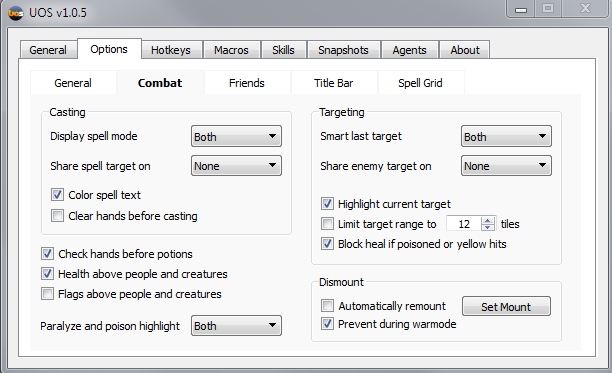 UOS UOS v1.0.5
General Options Hotkeys Macros Skills Snapshots Agents About
General Combat Friends Title Bar Spell Grid
Casting
Display spell mode Both
Share spell target on None
Color spell text
Clear hands before casting
Check hands before potions
Health above people and creatures
Flags above people and creatures
Paralyze and poison highlight Both
Targeting
Smart last target Both
Share enemy target on None
Highlight current target
Limit target range to 12 tiles
Block heal if poisoned or yellow hits
Dismount
Automatically remount Set Mount
Prevent during warmode